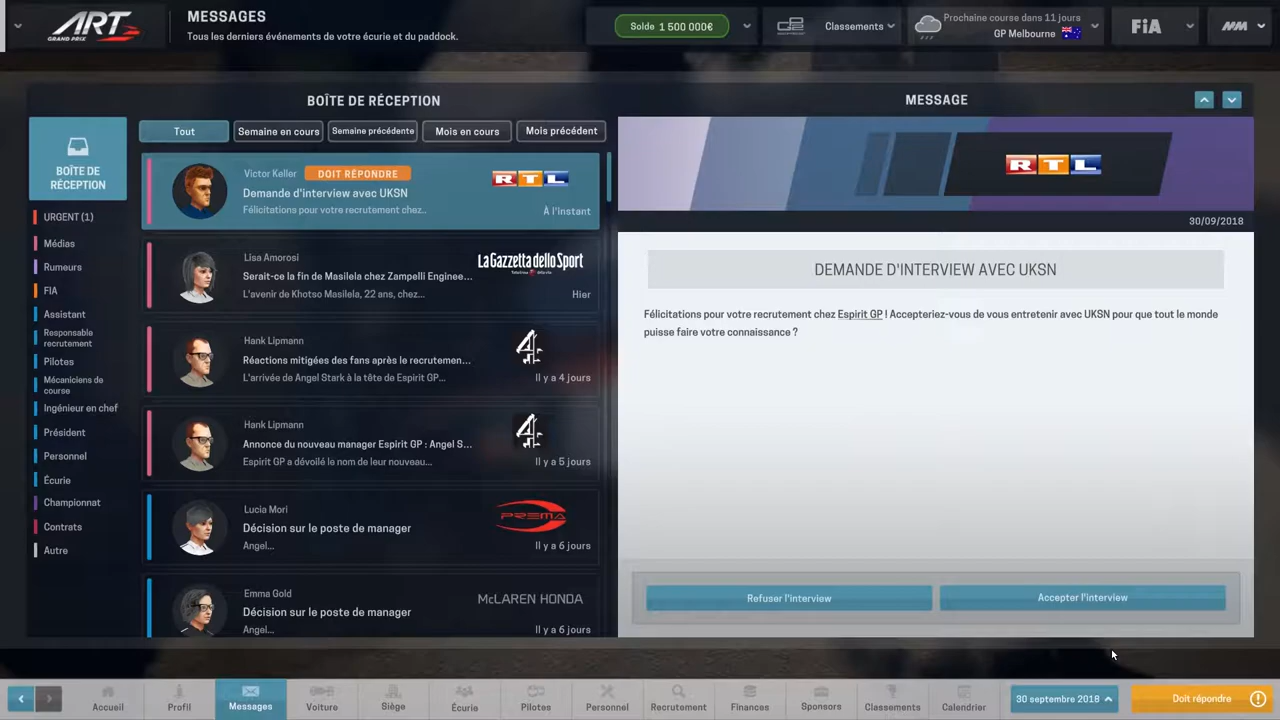 ART
GRAND PRIX
MESSAGES
Tous les derniers événements de votre écurie et du paddock.
Solde 1 500 000€
Classements
Prochaine course dans 11 jours
GP Melbourne
FiA
MM
BOÎTE DE RÉCEPTION
MESSAGE
BOÎTE DE
RÉCEPTION
Tout
Semaine en cours
Semaine précédente
Mois en cours
Mois précédent
URGENT (1)
Médias
Rumeurs
FIA
Assistant
Responsable
recrutement
Pilotes
Mécaniciens de
course
Ingénieur en chef
Président
Personnel
Écurie
Championnat
Contrats
Autre
Victor Keller
DOIT RÉPONDRE
Demande d'interview avec UKSN
Félicitations pour votre recrutement chez..
RTL
À l'instant
Lisa Amorosi
Serait-ce la fin de Masilela chez Zampelli Enginee...
L'avenir de Khotso Masilela, 22 ans, chez...
La Gazzetta dello Sport
Hier
Hank Lipmann
Réactions mitigées des fans après le recrutemen...
L'arrivée de Angel Stark à la tête de Espirit GP...
4
Il y a 4 jours
Hank Lipmann
Annonce du nouveau manager Espirit GP : Angel S...
Espirit GP a dévoilé le nom de leur nouveau...
4
Il y a 5 jours
Lucia Mori
Décision sur le poste de manager
Angel...
PREMA
Il y a 6 jours
Emma Gold
Décision sur le poste de manager
Angel...
McLAREN HONDA
Il y a 6 jours
RTL
30/09/2018
DEMANDE D'INTERVIEW AVEC UKSN
Félicitations pour votre recrutement chez Espirit GP ! Accepteriez-vous de vous entretenir avec UKSN pour que tout le monde
puisse faire votre connaissance ?
Refuser l'interview
Accepter l'interview
Accueil
Profil
Messages
Voiture
Siège
Écurie
Pilotes
Personnel
Recrutement
Finances
Sponsors
Classements
Calendrier
30 septembre 2018
Doit répondre